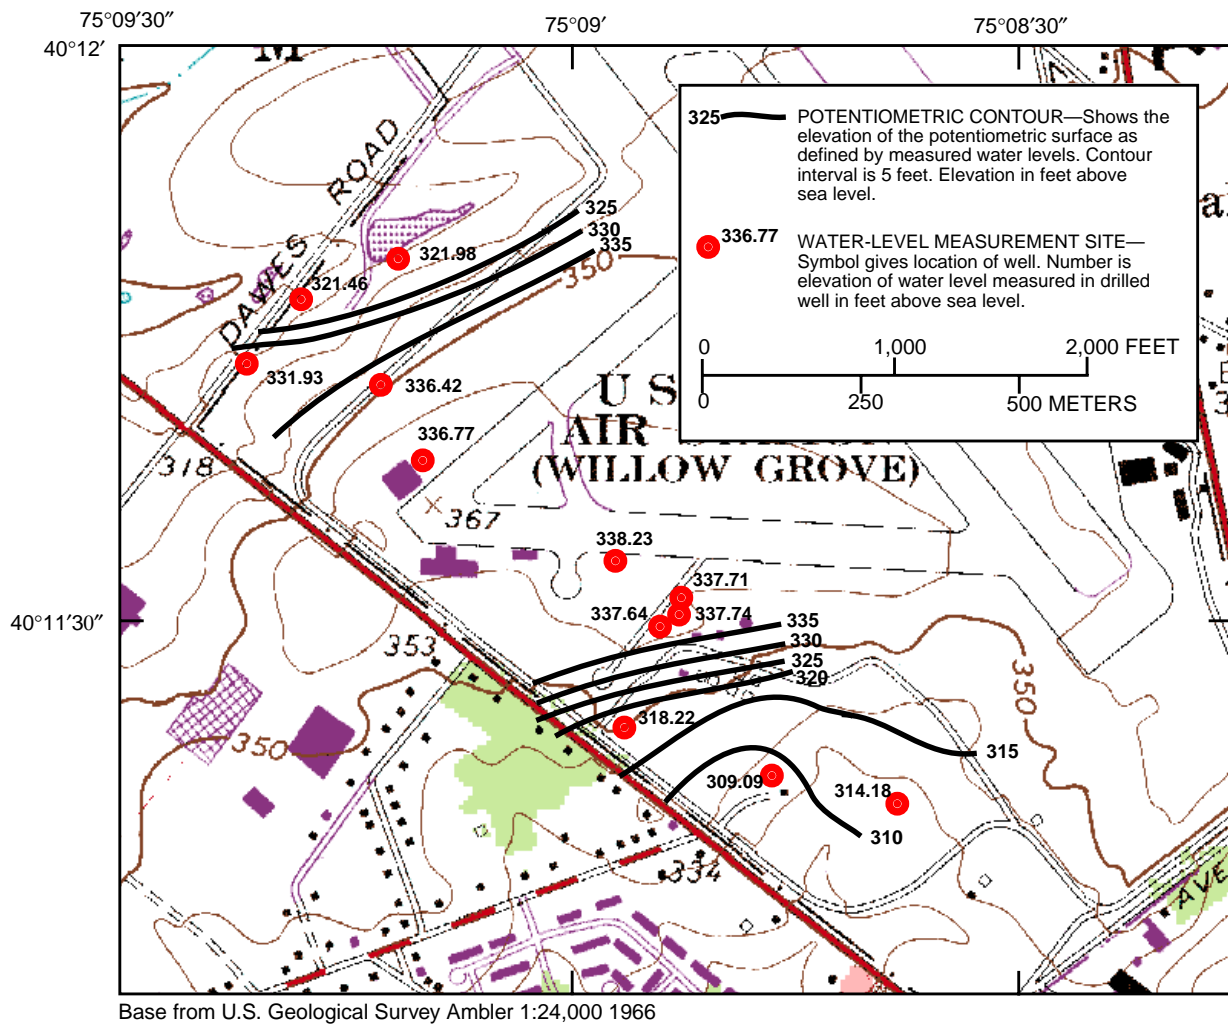 75°09′30″
75°09′
75°08′30″
40°12′
M
DAWES ROAD
325
330
335
350
321.98
321.46
331.93
336.42
336.77
318
367
325
POTENTIOMETRIC CONTOUR—Shows the
elevation of the potentiometric surface as
defined by measured water levels. Contour
interval is 5 feet. Elevation in feet above
sea level.
336.77
WATER-LEVEL MEASUREMENT SITE—
Symbol gives location of well. Number is
elevation of water level measured in drilled
well in feet above sea level.
0 1,000 2,000 FEET
0 250 500 METERS
U S
AIR
(WILLOW GROVE)
338.23
337.71
337.64
337.74
40°11′30″
353
335
330
325
320
350
350
318.22
315
309.09
314.18
310
334
AVE
Base from U.S. Geological Survey Ambler 1:24,000 1966